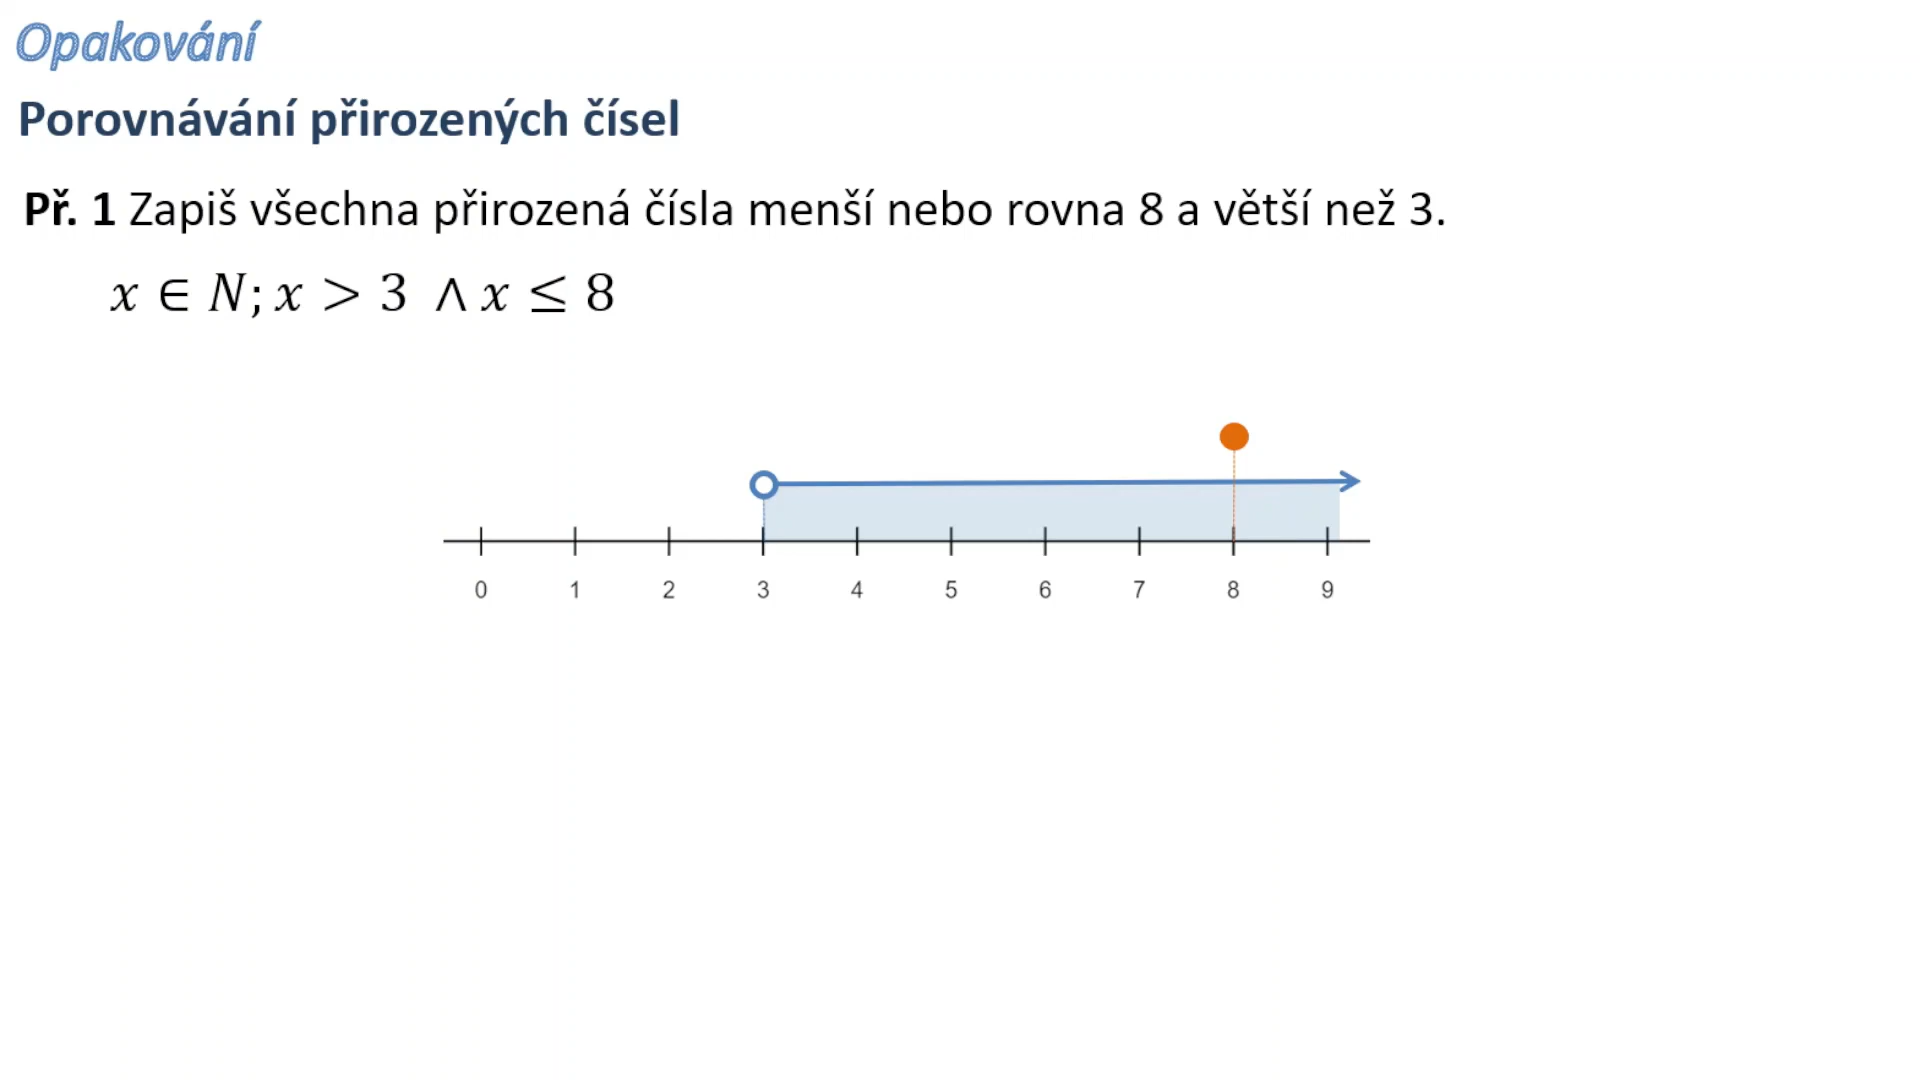 Opakování
Porovnávání přirozených čísel
Př. 1 Zapiš všechna přirozená čísla menší nebo rovna 8 a větší než 3.
x ∈ N; x > 3 ∧ x ≤ 8
0 1 2 3 4 5 6 7 8 9